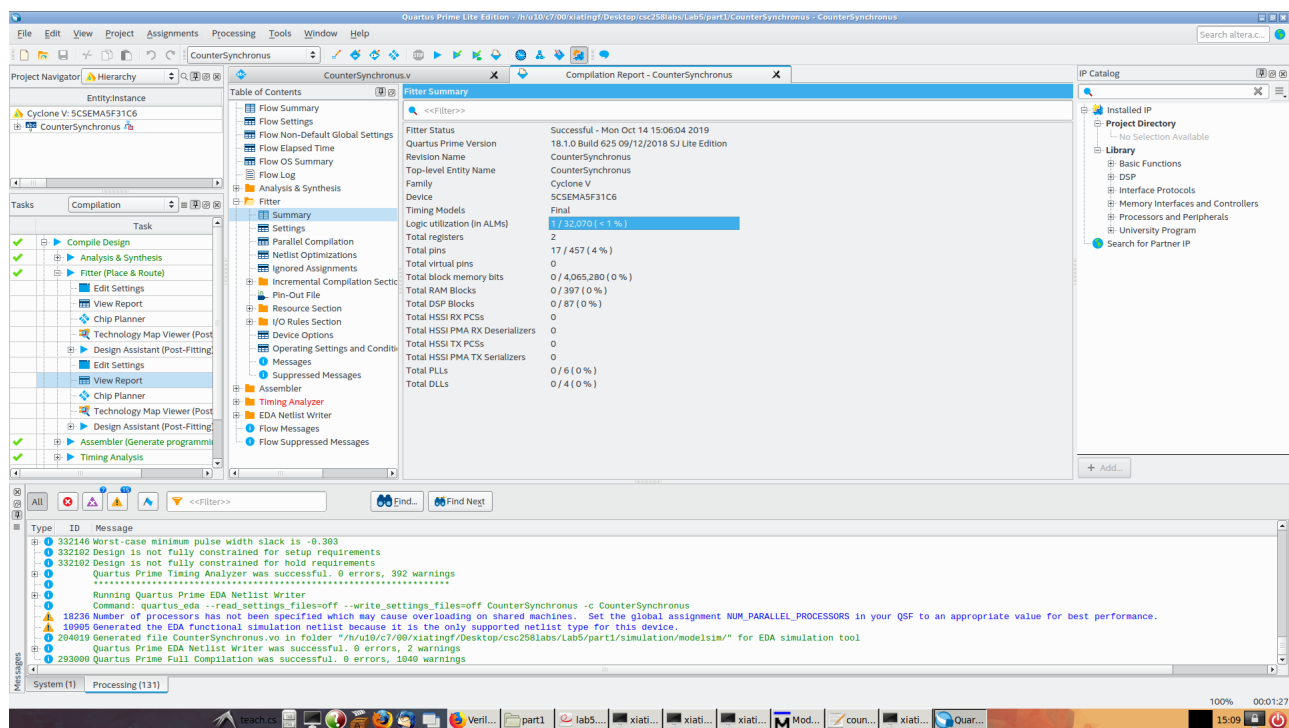 Quartus Prime Lite Edition - /h/u10/c7/00/xiatingf/Desktop/csc258labs/Lab5/part1/CounterSynchronus - CounterSynchronus
File Edit View Project Assignments Processing Tools Window Help
Search altera.c...
CounterSynchronus
Project Navigator Hierarchy
Entity:Instance
Cyclone V: 5CSEMA5F31C6
CounterSynchronus
Tasks Compilation
Task
Compile Design
Analysis & Synthesis
Fitter (Place & Route)
Edit Settings
View Report
Chip Planner
Technology Map Viewer (Post
Design Assistant (Post-Fitting
Edit Settings
View Report
Chip Planner
Technology Map Viewer (Post
Design Assistant (Post-Fitting
Assembler (Generate programmi
Timing Analysis
CounterSynchronus.v
Compilation Report - CounterSynchronus
Table of Contents
Flow Summary
Flow Settings
Flow Non-Default Global Settings
Flow Elapsed Time
Flow OS Summary
Flow Log
Analysis & Synthesis
Fitter
Summary
Settings
Parallel Compilation
Netlist Optimizations
Ignored Assignments
Incremental Compilation Sectic
Pin-Out File
Resource Section
I/O Rules Section
Device Options
Operating Settings and Conditi
Messages
Suppressed Messages
Assembler
Timing Analyzer
EDA Netlist Writer
Flow Messages
Flow Suppressed Messages
Fitter Summary
<<Filter>>
Fitter Status Successful - Mon Oct 14 15:06:04 2019
Quartus Prime Version 18.1.0 Build 625 09/12/2018 SJ Lite Edition
Revision Name CounterSynchronus
Top-level Entity Name CounterSynchronus
Family Cyclone V
Device 5CSEMA5F31C6
Timing Models Final
Logic utilization (in ALMs) 1 / 32,070 ( < 1 % )
Total registers 2
Total pins 17 / 457 ( 4 % )
Total virtual pins 0
Total block memory bits 0 / 4,065,280 ( 0 % )
Total RAM Blocks 0 / 397 ( 0 % )
Total DSP Blocks 0 / 87 ( 0 % )
Total HSSI RX PCSs 0
Total HSSI PMA RX Deserializers 0
Total HSSI TX PCSs 0
Total HSSI PMA TX Serializers 0
Total PLLs 0 / 6 ( 0 % )
Total DLLs 0 / 4 ( 0 % )
IP Catalog
Installed IP
Project Directory
No Selection Available
Library
Basic Functions
DSP
Interface Protocols
Memory Interfaces and Controllers
Processors and Peripherals
University Program
Search for Partner IP
+ Add...
All <<Filter>> Find... Find Next
Type ID Message
332146 Worst-case minimum pulse width slack is -0.303
332102 Design is not fully constrained for setup requirements
332102 Design is not fully constrained for hold requirements
Quartus Prime Timing Analyzer was successful. 0 errors, 392 warnings
*******************************************************************
Running Quartus Prime EDA Netlist Writer
Command: quartus_eda --read_settings_files=off --write_settings_files=off CounterSynchronus -c CounterSynchronus
18236 Number of processors has not been specified which may cause overloading on shared machines. Set the global assignment NUM_PARALLEL_PROCESSORS in your QSF to an appropriate value for best performance.
10905 Generated the EDA functional simulation netlist because it is the only supported netlist type for this device.
204019 Generated file CounterSynchronus.vo in folder "/h/u10/c7/00/xiatingf/Desktop/csc258labs/Lab5/part1/simulation/modelsim/" for EDA simulation tool
Quartus Prime EDA Netlist Writer was successful. 0 errors, 2 warnings
293000 Quartus Prime Full Compilation was successful. 0 errors, 1040 warnings
Messages
System (1) Processing (131)
100% 00:01:27
teach.cs Veril... part1 lab5.... xiati... xiati... xiati... Mod... coun... xiati... Quar... 15:09